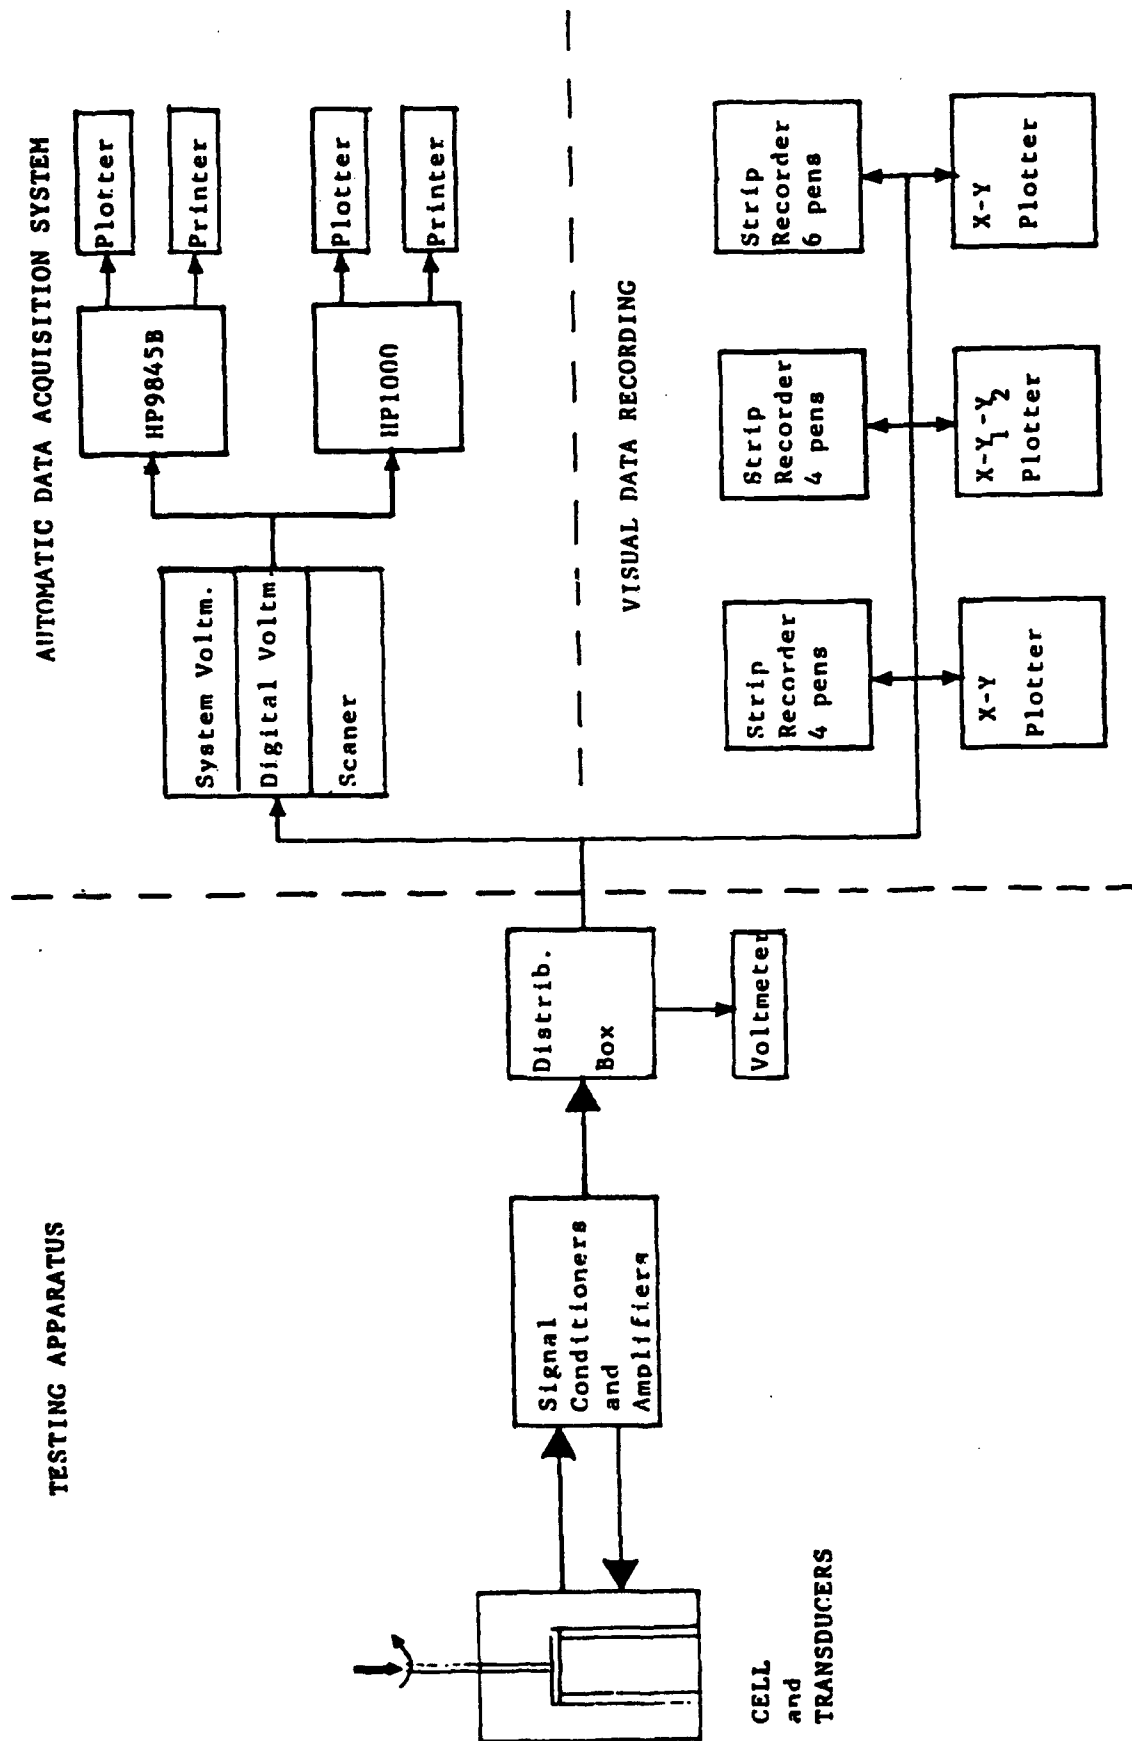 TESTING APPARATUS
CELL
and
TRANSDUCERS
Signal
Conditioners
and
Amplifiers
Distrib.
Box
Voltmeter
AUTOMATIC DATA ACQUISITION SYSTEM
System Voltm.
Digital Voltm.
Scaner
HP9845B
Plotter
Printer
HP1000
Plotter
Printer
VISUAL DATA RECORDING
Strip
Recorder
4 pens
X-Y
Plotter
Strip
Recorder
4 pens
X-Y1-Y2
Plotter
Strip
Recorder
6 pens
X-Y
Plotter